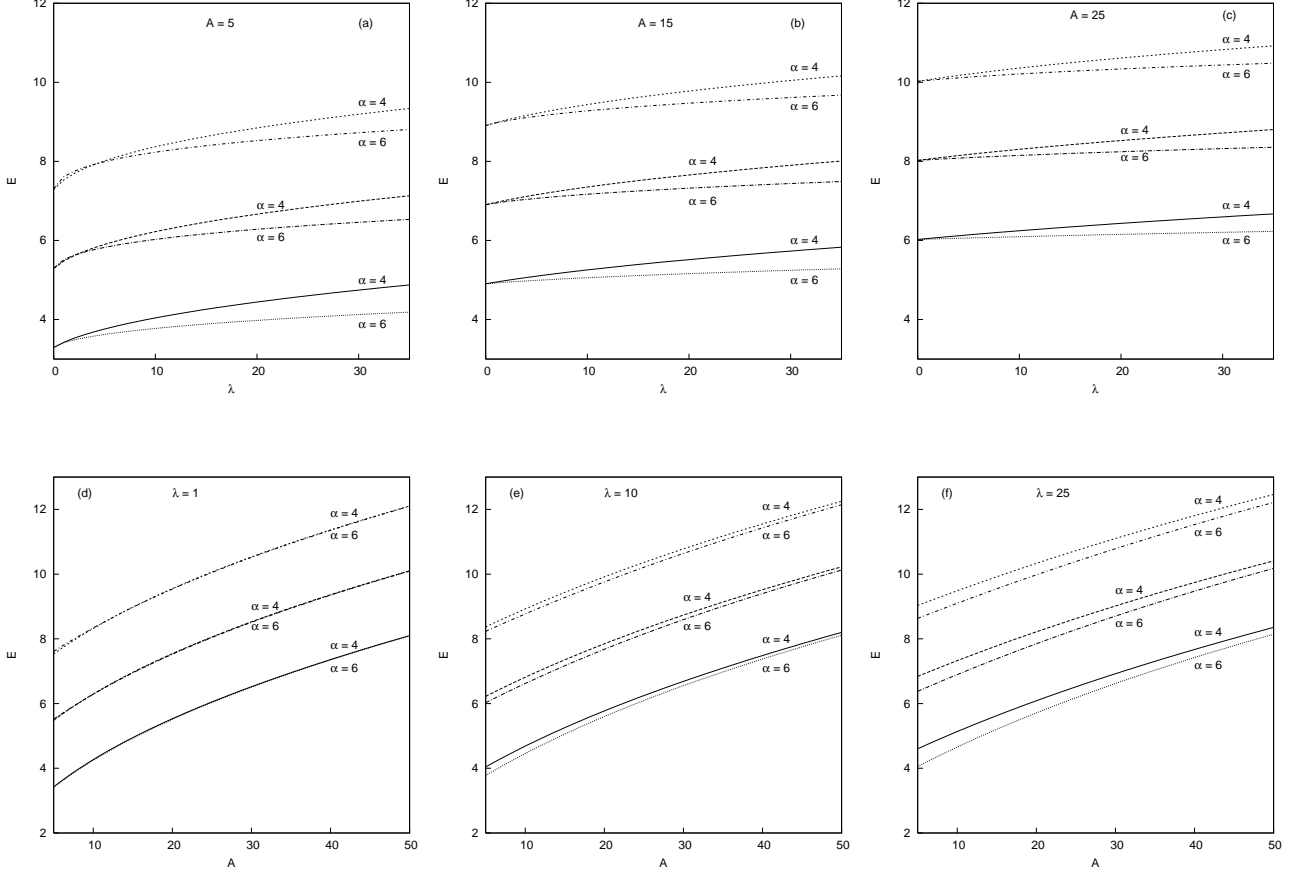 A = 5
(a)
12
10
8
6
4
E
α = 4
α = 6
α = 4
α = 6
α = 4
α = 6
0
10
20
30
λ
A = 15
(b)
12
10
8
6
4
E
α = 4
α = 6
α = 4
α = 6
α = 4
α = 6
0
10
20
30
λ
A = 25
(c)
12
10
8
6
4
E
α = 4
α = 6
α = 4
α = 6
α = 4
α = 6
0
10
20
30
λ
(d)
λ = 1
12
10
8
6
4
2
E
α = 4
α = 6
α = 4
α = 6
α = 4
α = 6
10
20
30
40
50
A
(e)
λ = 10
12
10
8
6
4
2
E
α = 4
α = 6
α = 4
α = 6
α = 4
α = 6
10
20
30
40
50
A
(f)
λ = 25
12
10
8
6
4
2
E
α = 4
α = 6
α = 4
α = 6
α = 4
α = 6
10
20
30
40
50
A